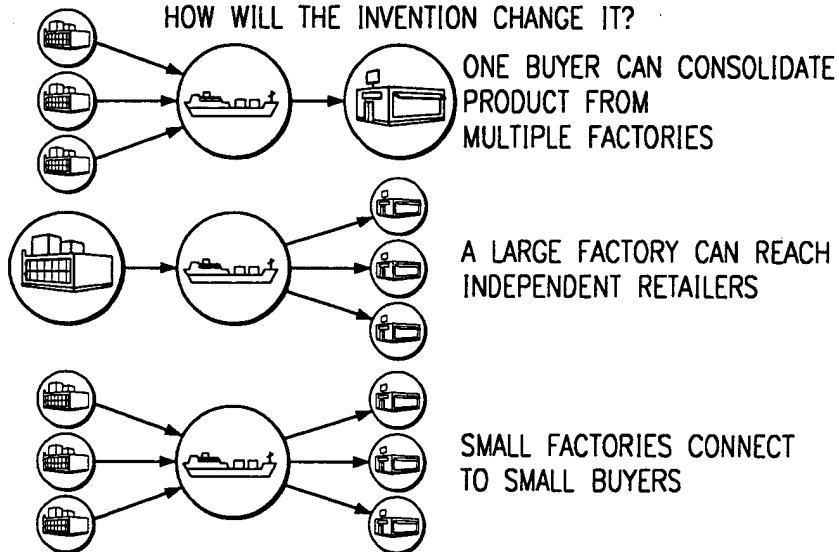 HOW WILL THE INVENTION CHANGE IT?
ONE BUYER CAN CONSOLIDATE
PRODUCT FROM
MULTIPLE FACTORIES
A LARGE FACTORY CAN REACH
INDEPENDENT RETAILERS
SMALL FACTORIES CONNECT
TO SMALL BUYERS